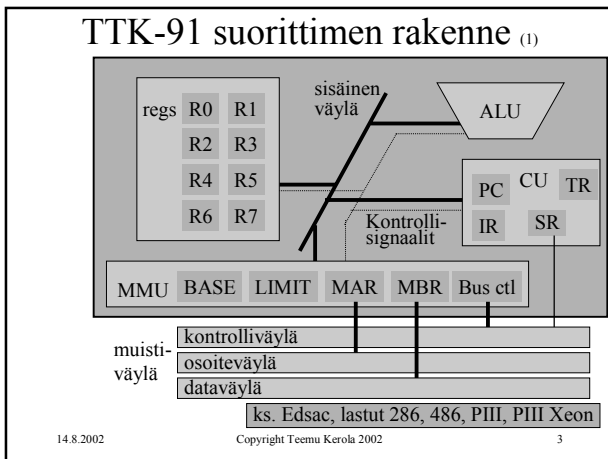 TTK-91 suorittimen rakenne (1)
regs R0 R1
R2 R3
R4 R5
R6 R7
sisäinen
väylä
ALU
PC CU TR
IR SR
Kontrolli-
signaalit
MMU BASE LIMIT MAR MBR Bus ctl
muisti-
väylä
kontrolliväylä
osoiteväylä
dataväylä
ks. Edsac, lastut 286, 486, PIII, PIII Xeon
14.8.2002 Copyright Teemu Kerola 2002 3